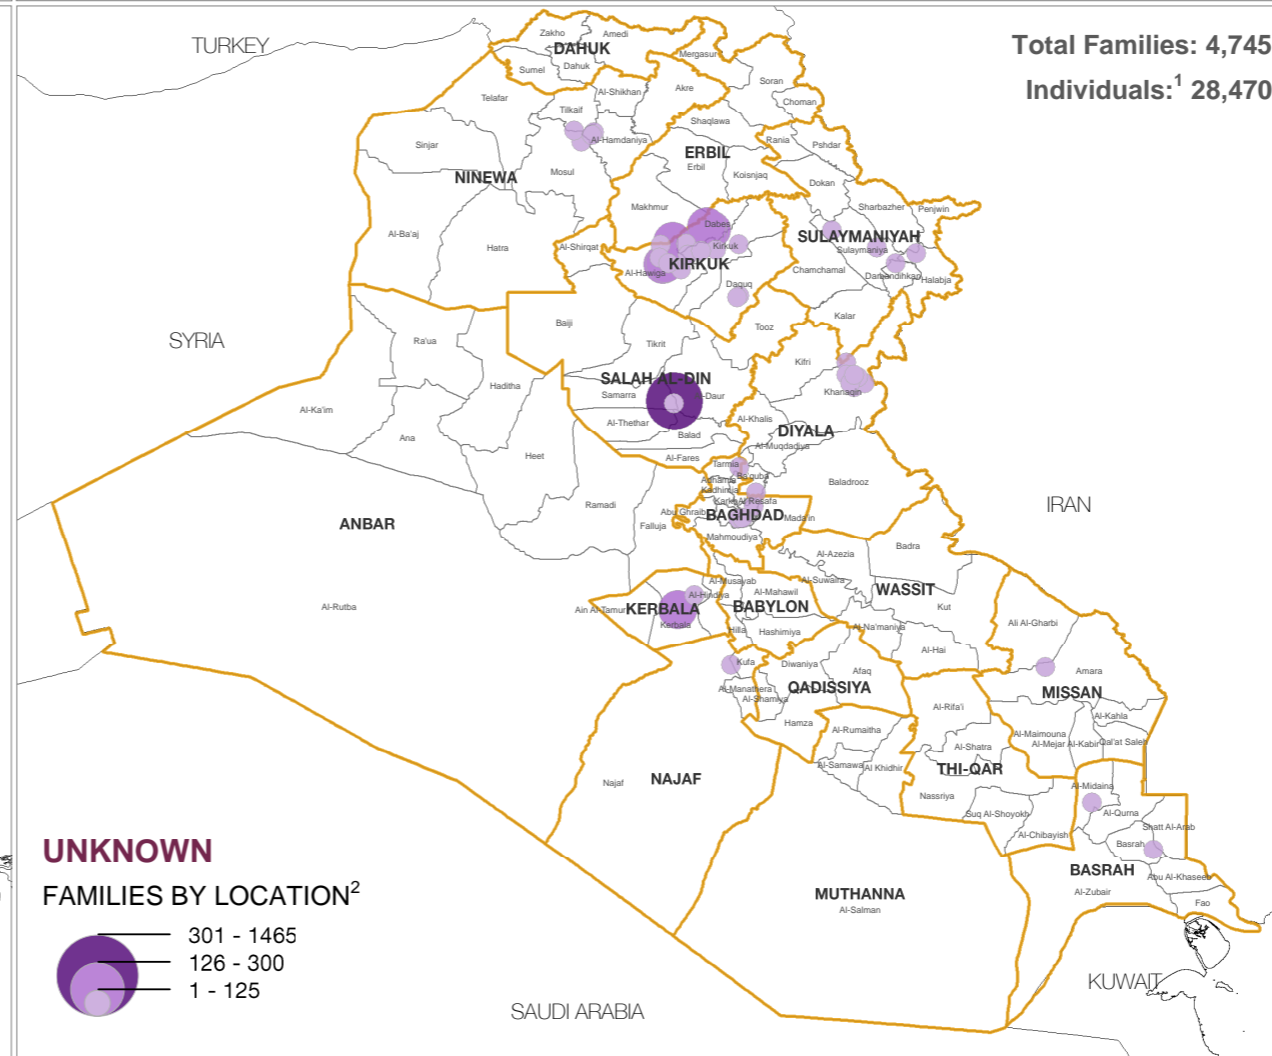 TURKEY
Total Families: 4,745
Individuals:1 28,470
Zakho
Amedi
DAHUK
Mergasur
Sumel
Dahuk
Soran
Telafar
Al-Shikhan
Akre
Choman
Tilkaif
Shaqlawa
Al-Hamdaniya
Rania
Pshdar
Sinjar
ERBIL
Erbil
Mosul
NINEWA
Koisnjaq
Dokan
Makhmur
Sharbazher
Penjwin
Dabes
Al-Ba'aj
Hatra
Al-Shirqat
Kirkuk
SULAYMANIYAH
Sulaymaniya
KIRKUK
Al-Hawiga
Chamchamal
Darbandihkan
Halabja
Daquq
SYRIA
Baiji
Tooz
Kalar
Ra'ua
Tikrit
Kifri
Haditha
SALAH AL-DIN
Samarra
Khanaqin
Al-Ka'im
Al-Thethar
Al-Khalis
DIYALA
Ana
Balad
Al-Muqdadiya
Heet
Al-Fares
Tarmia
Ba'quba
Kadhimia
Baladrooz
Ramadi
IRAN
Abu Ghraib
BAGHDAD
Mada'in
ANBAR
Falluja
Mahmoudiya
Al-Azezia
Badra
Al-Musayab
Al-Suwaira
Al-Mahawil
WASSIT
Al-Hindiya
Al-Rutba
Ain Al-Tamur
KERBALA
BABYLON
Kut
Kerbala
Hilla
Hashimiya
Al-Na'maniya
Ali Al-Gharbi
Al-Hai
Kufa
Diwaniya
Afaq
Amara
Al-Manathera
QADISSIYA
MISSAN
Al-Shamiya
Al-Rifa'i
Al-Kahla
Hamza
Al-Rumaitha
Al-Maimouna
Al-Mejar Al-Kabir
Qal'at Saleh
Al-Shatra
Al-Samawa
Al Khidhir
THI-QAR
Najaf
NAJAF
Al-Midaina
Nassriya
Suq Al-Shoyokh
Al-Qurna
Shatt Al-Arab
Al-Chibayish
Basrah
BASRAH
Abu Al-Khaseeb
Al-Zubair
Fao
MUTHANNA
Al-Salman
KUWAIT
SAUDI ARABIA
UNKNOWN
FAMILIES BY LOCATION2
301 - 1465
126 - 300
1 - 125